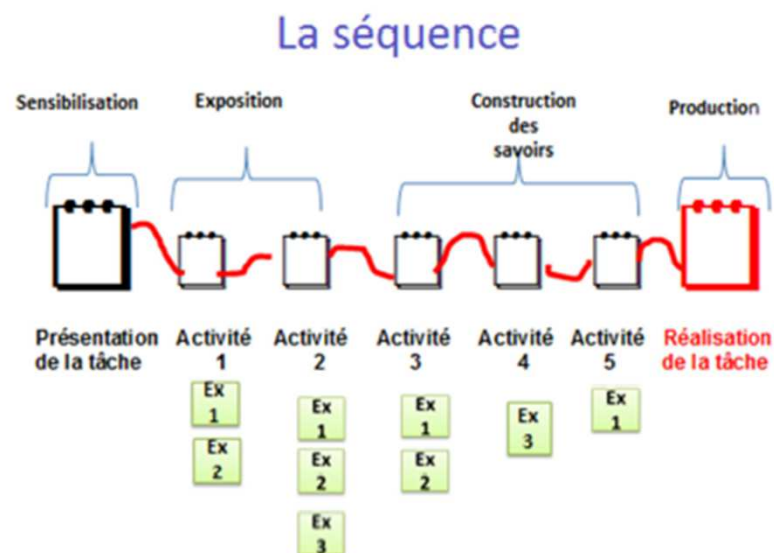 La séquence
Sensibilisation
Exposition
Construction
des
savoirs
Production
Présentation
de la tâche
Activité
1
Activité
2
Activité
3
Activité
4
Activité
5
Réalisation
de la tâche
Ex
1
Ex
2
Ex
1
Ex
2
Ex
3
Ex
1
Ex
2
Ex
3
Ex
1